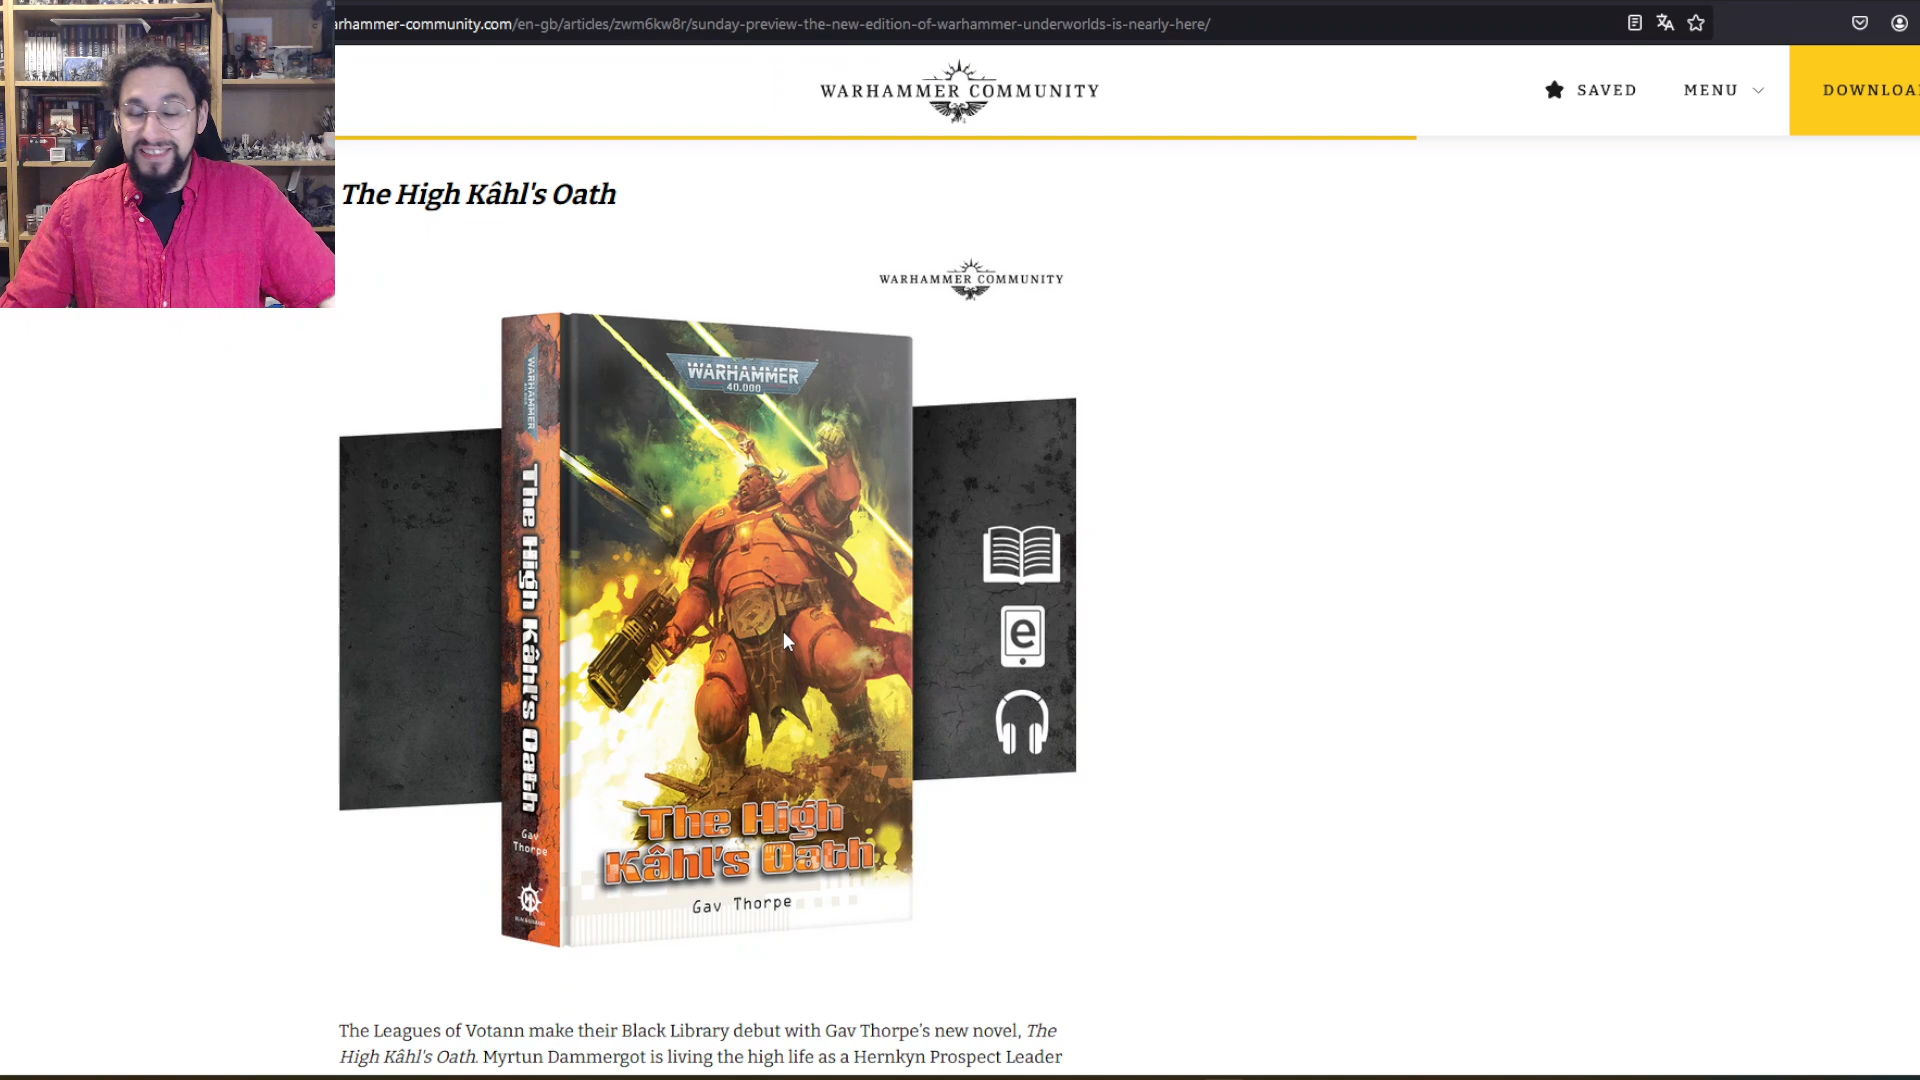 arhammer-community.com/en-gb/articles/zwm6kw8r/sunday-preview-the-new-edition-of-warhammer-underworlds-is-nearly-here/
WARHAMMER COMMUNITY
SAVED
MENU
DOWNLOA
The High Kâhl's Oath
WARHAMMER COMMUNITY
WARHAMMER
40,000
WARHAMMER
The High Kâhl's Oath
Gav
Thorpe
The High
Kâhl's Oath
Gav Thorpe
e
The Leagues of Votann make their Black Library debut with Gav Thorpe’s new novel, The
High Kâhl's Oath. Myrtun Dammergot is living the high life as a Hernkyn Prospect Leader